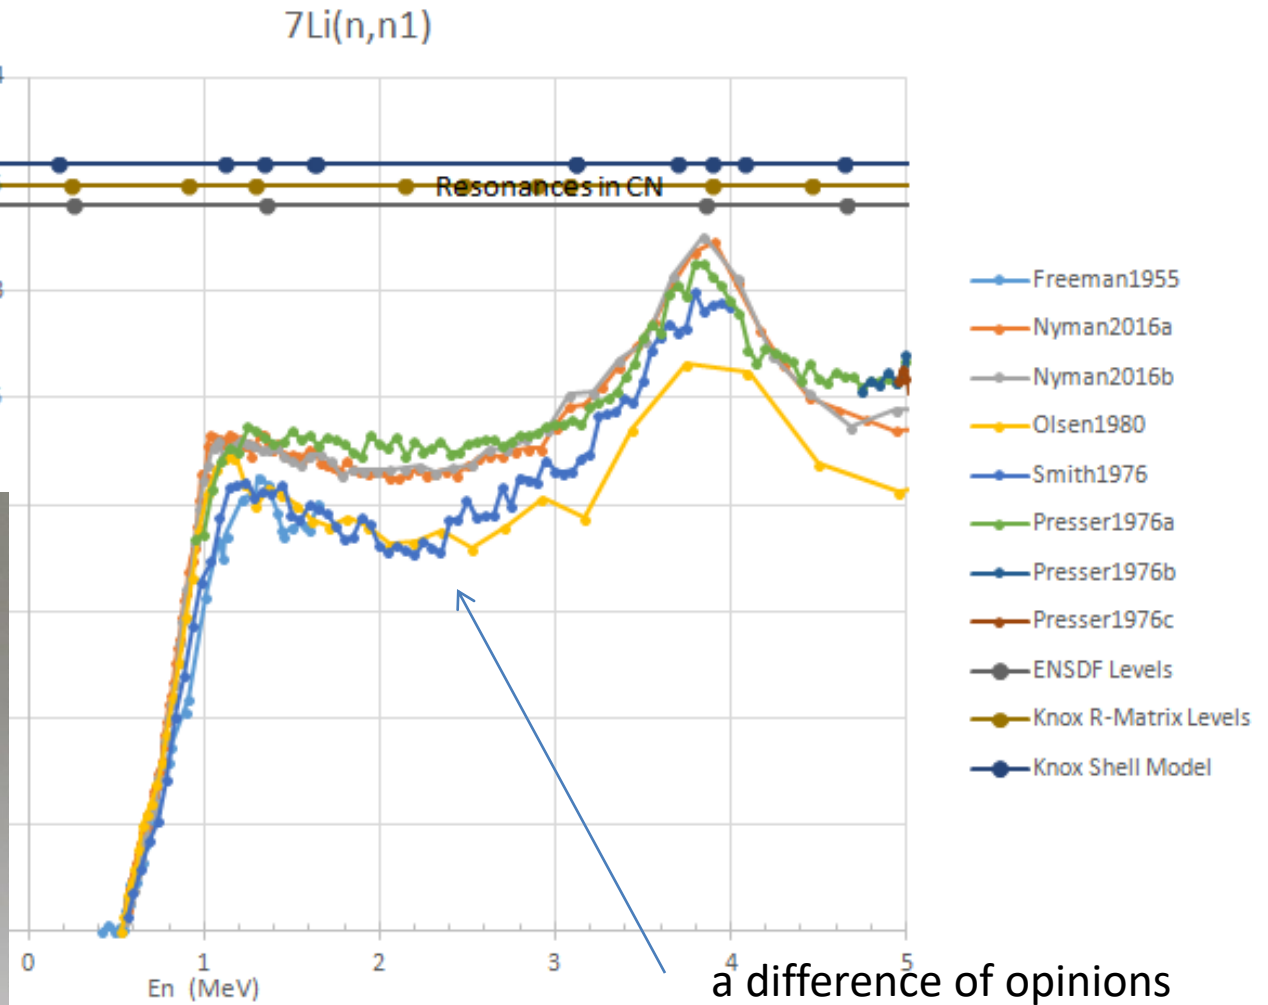 7Li(n,n1)
Resonances in CN
Freeman1955
Nyman2016a
Nyman2016b
Olsen1980
Smith1976
Presser1976a
Presser1976b
Presser1976c
ENSDF Levels
Knox R-Matrix Levels
Knox Shell Model
0 1 2 3 4 5
En (MeV)
a difference of opinions